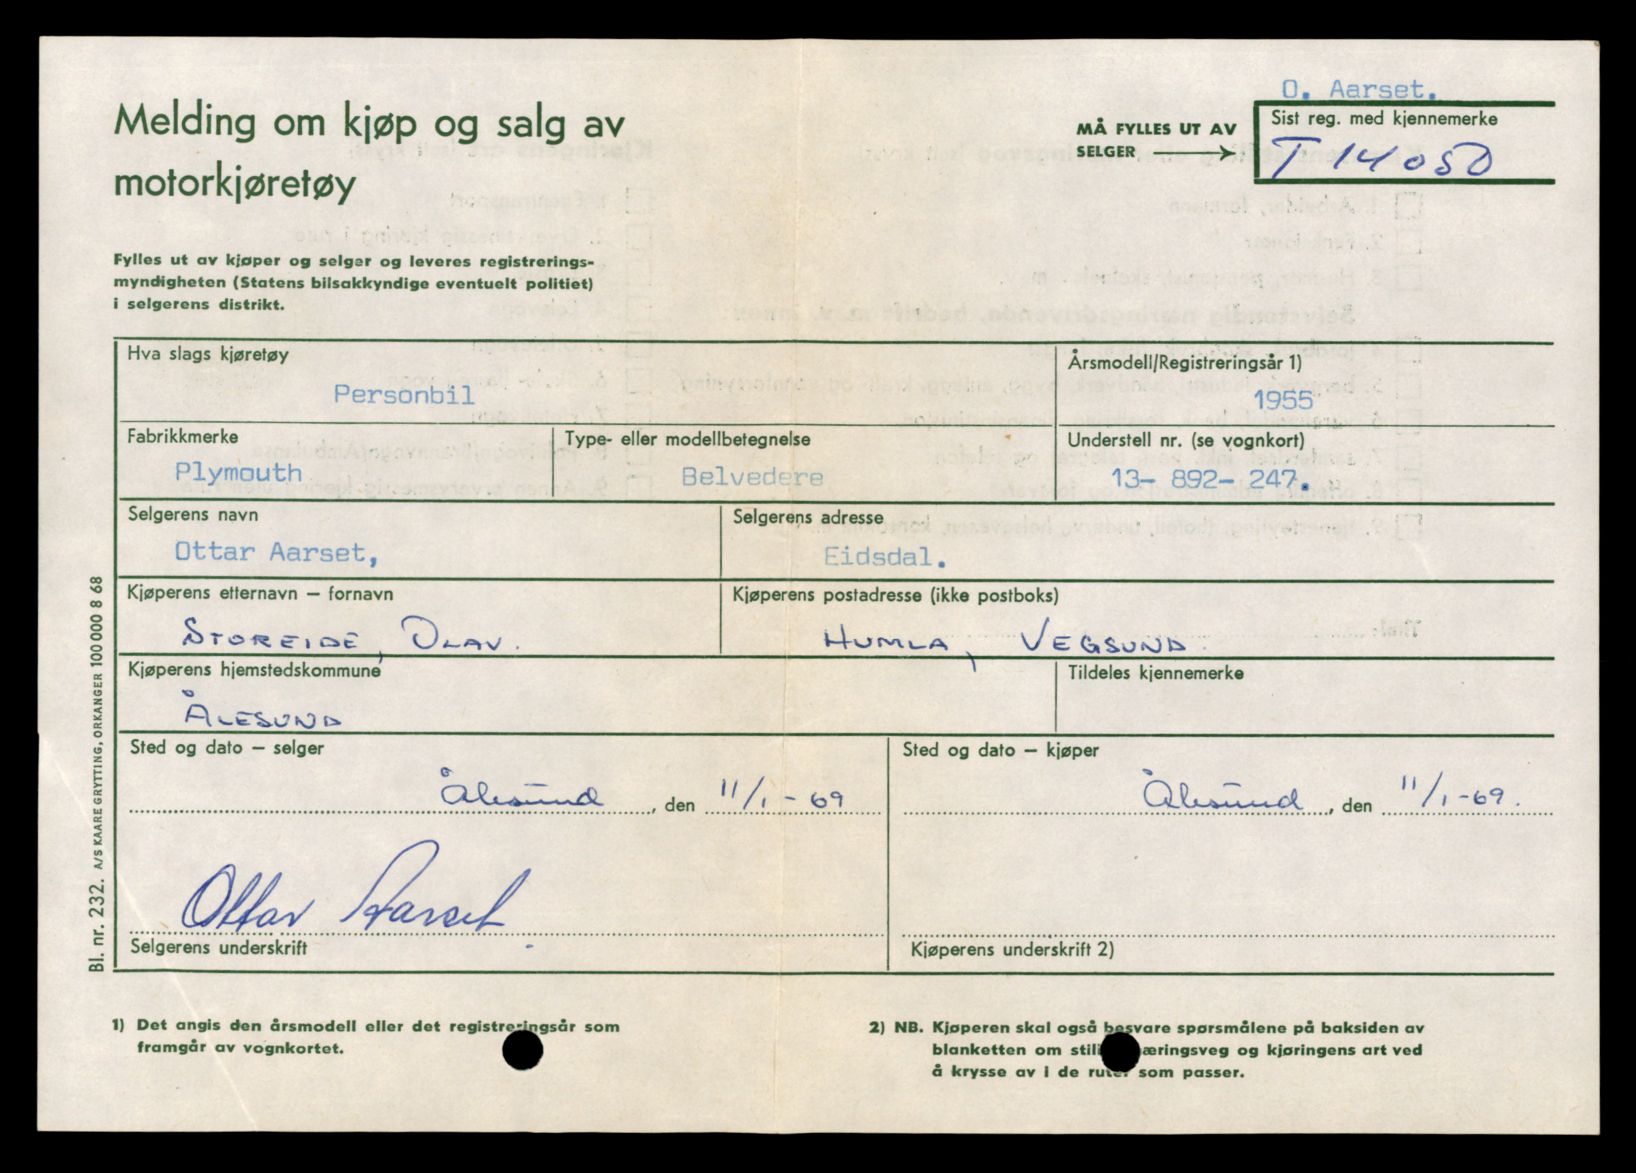 O. Aarset.
Melding om kjøp og salg av
motorkjøretøy
MÅ FYLLES UT AV
SELGER
Sist reg. med kjennemerke
T 14050
Fylles ut av kjøper og selger og leveres registrerings-
myndigheten (Statens bilsakkyndige eventuelt politiet)
i selgerens distrikt.
Hva slags kjøretøy
Personbil
Årsmodell/Registreringsår 1)
1955
Fabrikkmerke
Plymouth
Type- eller modellbetegnelse
Belvedere
Understell nr. (se vognkort)
13- 892- 247.
Selgerens navn
Ottar Aarset,
Selgerens adresse
Eidsdal.
Kjøperens etternavn – fornavn
STOREIDE, OLAV.
Kjøperens postadresse (ikke postboks)
HUMLA, VEGSUND.
Kjøperens hjemstedskommune
ÅLESUND
Tildeles kjennemerke
Sted og dato – selger
Ålesund, den 11/1-69
Sted og dato – kjøper
Ålesund, den 11/1-69.
Ottar Aarset
Selgerens underskrift
Kjøperens underskrift 2)
1) Det angis den årsmodell eller det registreringsår som
framgår av vognkortet.
2) NB. Kjøperen skal også besvare spørsmålene på baksiden av
blanketten om æringsveg og kjøringens art ved
å krysse av i de ruter som passer.
Bl. nr. 232. A/S KAARE GRYTTING, ORKANGER 100 000 8 68